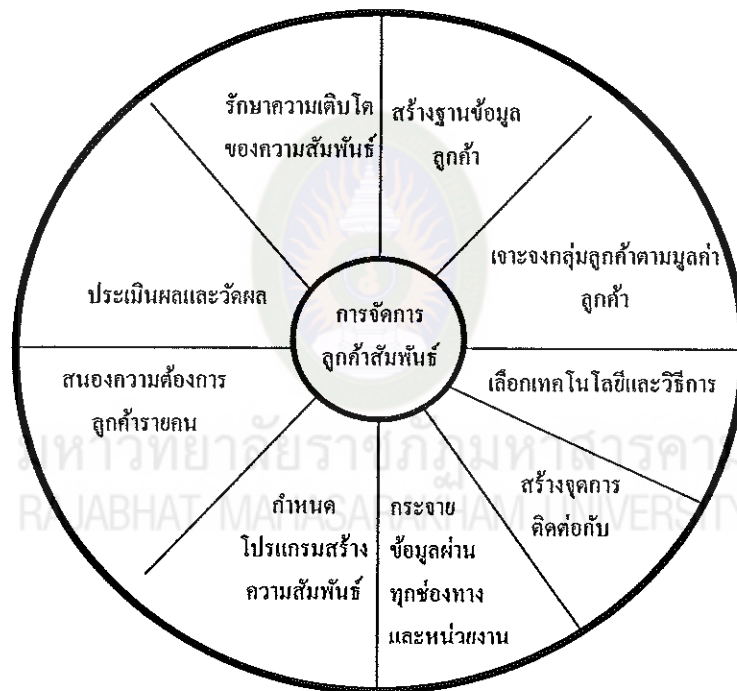 รักษาความเติบโต
ของความสัมพันธ์
สร้างฐานข้อมูล
ลูกค้า
เจาะจงกลุ่มลูกค้าตามมูลค่า
ลูกค้า
เลือกเทคโนโลยีและวิธีการ
สร้างจุดการ
ติดต่อกับ
กระจาย
ข้อมูลผ่าน
ทุกช่องทาง
และหน่วยงาน
กำหนด
โปรแกรมสร้าง
ความสัมพันธ์
สนองความต้องการ
ลูกค้ารายคน
ประเมินผลและวัดผล
การจัดการ
ลูกค้าสัมพันธ์
มหาวิทยาลัยราชภัฏมหาสารคาม
RAJABHAT MAHASARAKHAM UNIVERSITY